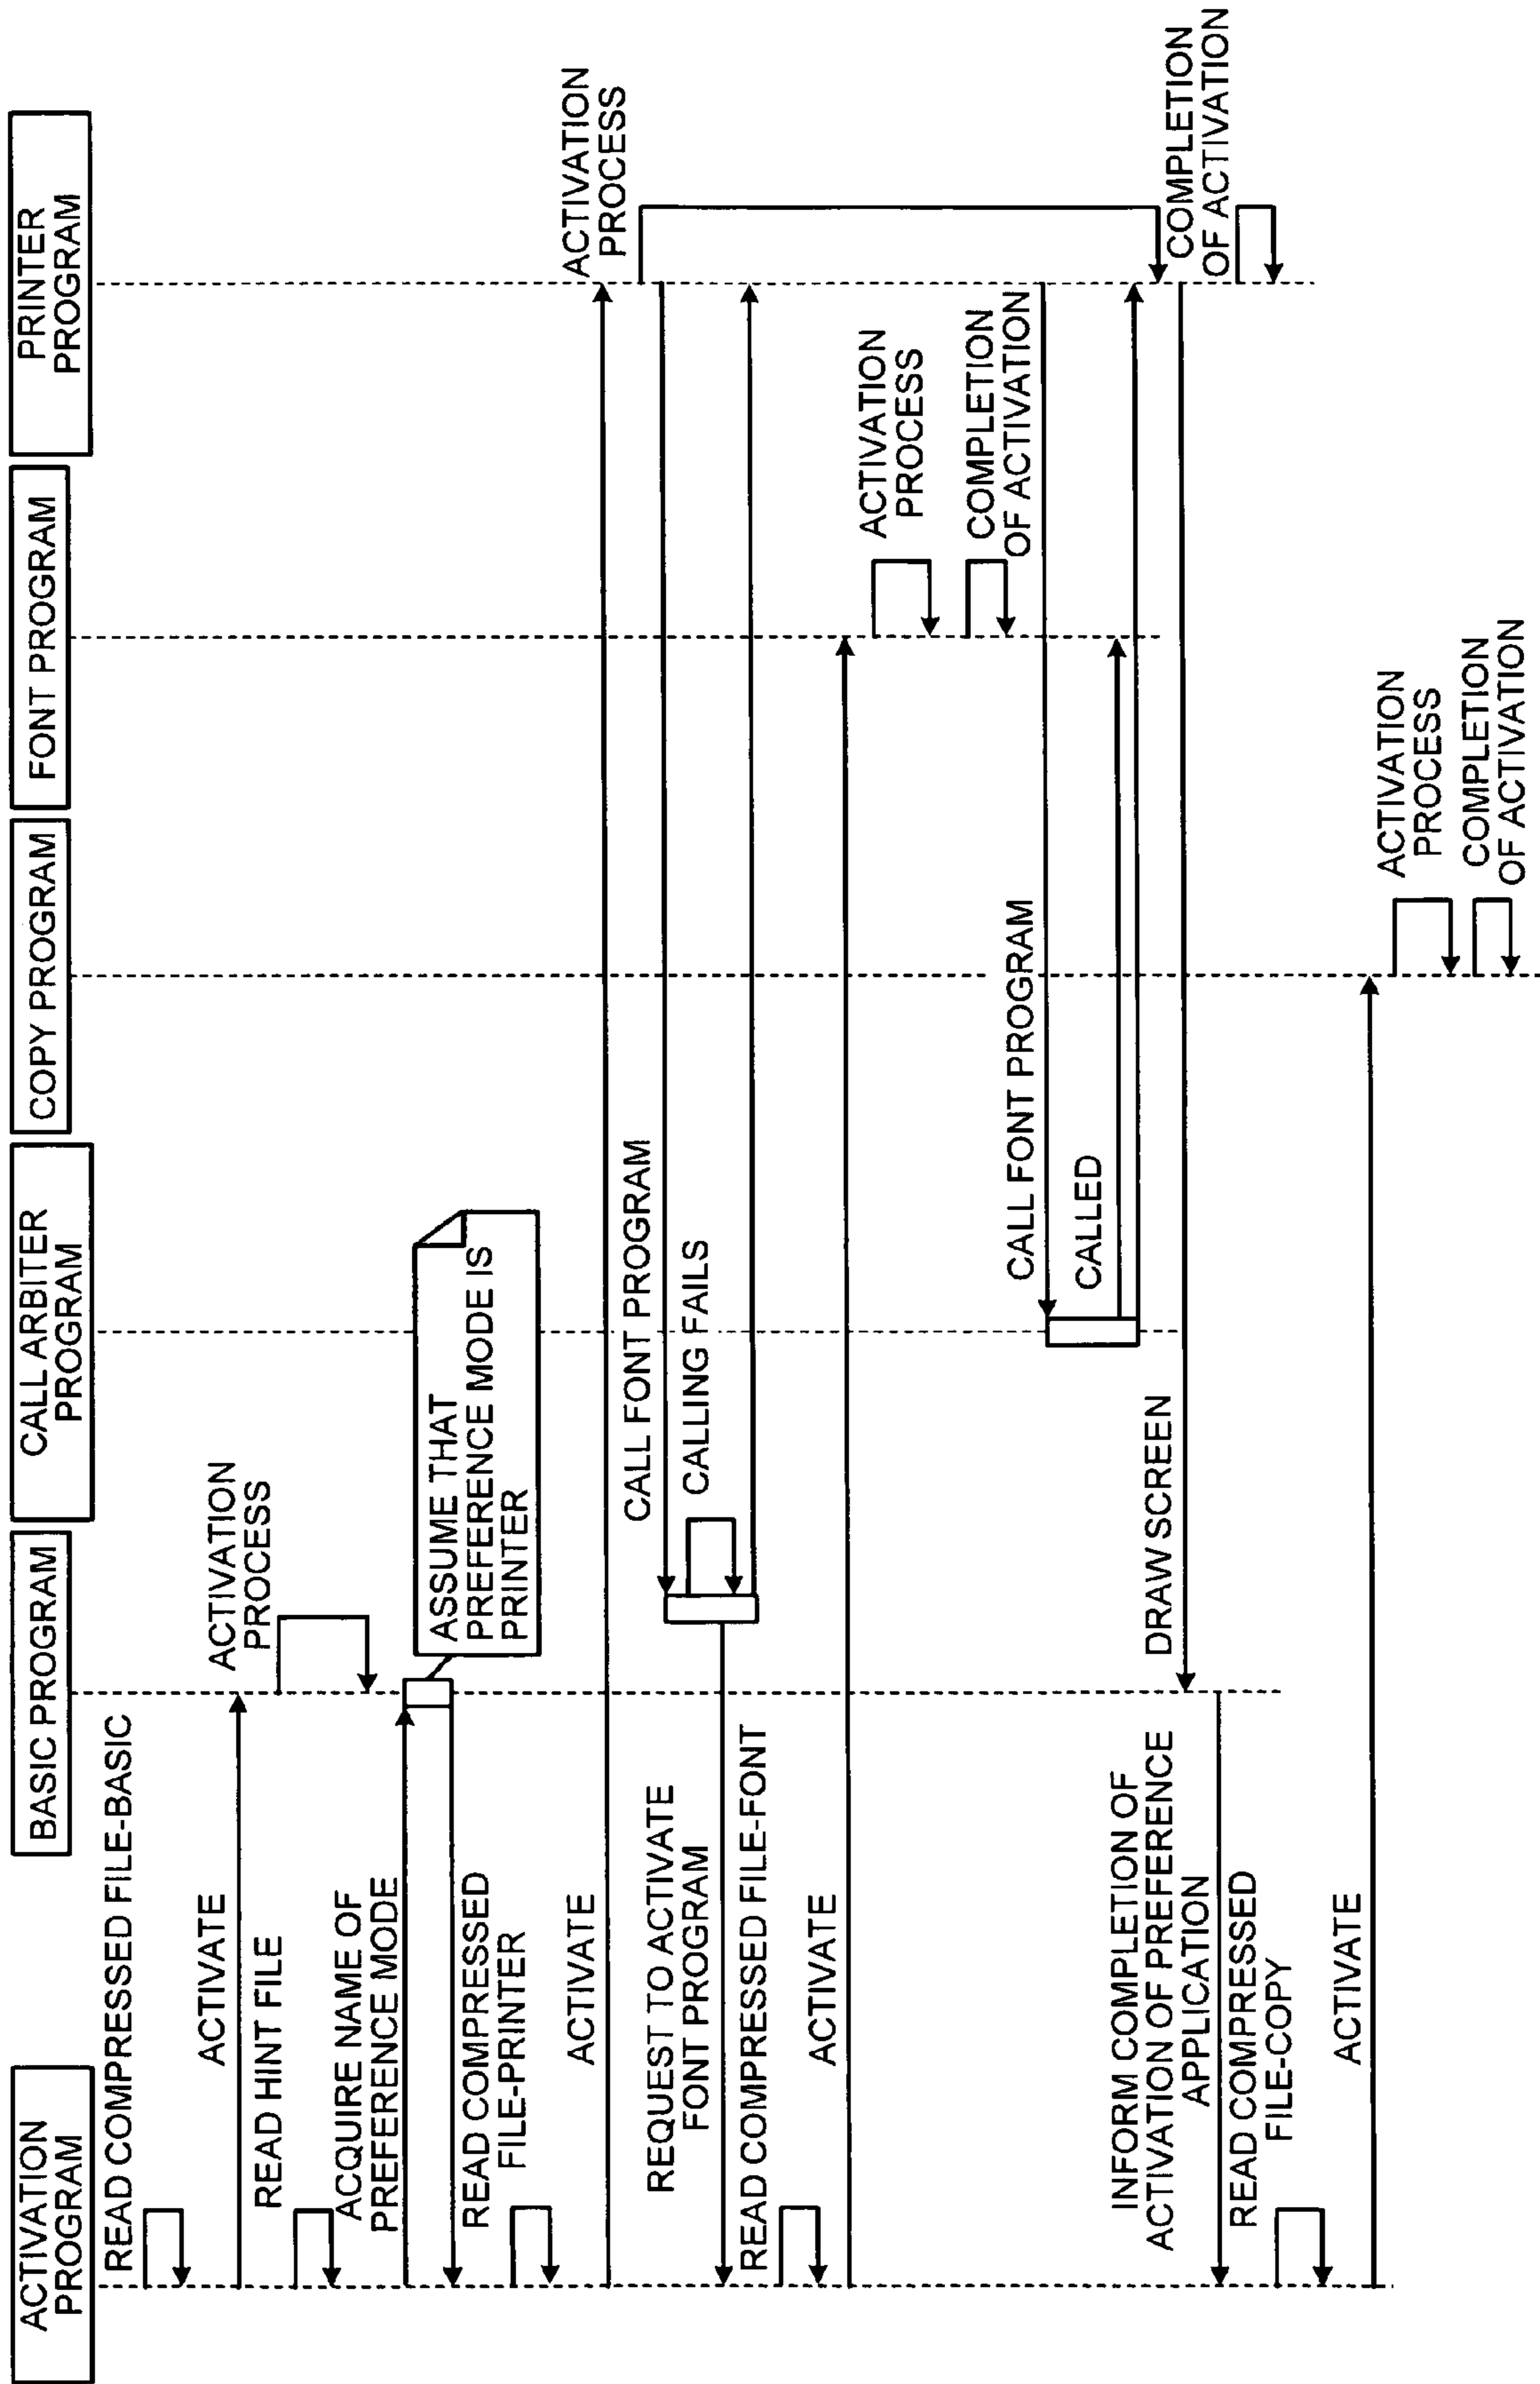 ACTIVATION
PROGRAM
BASIC PROGRAM
CALL ARBITER
PROGRAM
COPY PROGRAM
FONT PROGRAM
PRINTER
PROGRAM
READ COMPRESSED FILE-BASIC
ACTIVATE
ACTIVATION
PROCESS
READ HINT FILE
ACQUIRE NAME OF
PREFERENCE MODE
ASSUME THAT
PREFERENCE MODE IS
PRINTER
READ COMPRESSED
FILE-PRINTER
ACTIVATE
ACTIVATION
PROCESS
CALL FONT PROGRAM
CALLING FAILS
REQUEST TO ACTIVATE
FONT PROGRAM
READ COMPRESSED FILE-FONT
ACTIVATE
ACTIVATION
PROCESS
COMPLETION
OF ACTIVATION
CALL FONT PROGRAM
CALLED
DRAW SCREEN
COMPLETION
OF ACTIVATION
INFORM COMPLETION OF
ACTIVATION OF PREFERENCE
APPLICATION
READ COMPRESSED
FILE-COPY
ACTIVATE
ACTIVATION
PROCESS
COMPLETION
OF ACTIVATION